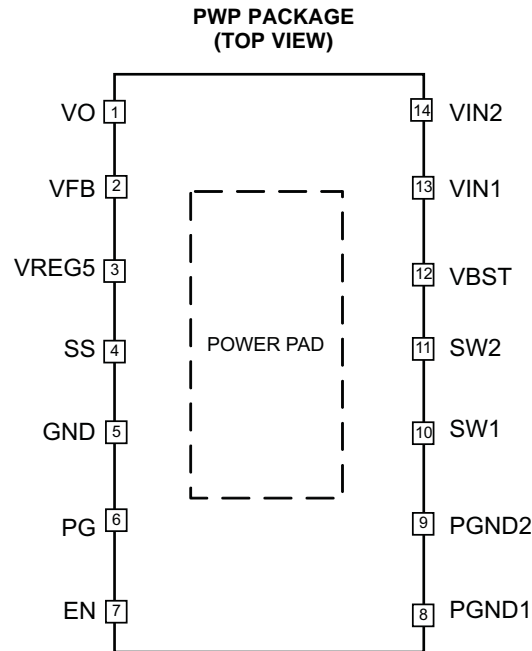 PWP PACKAGE
(TOP VIEW)
VO 1
14 VIN2
VFB 2
13 VIN1
VREG5 3
12 VBST
SS 4
POWER PAD
11 SW2
GND 5
10 SW1
PG 6
9 PGND2
EN 7
8 PGND1